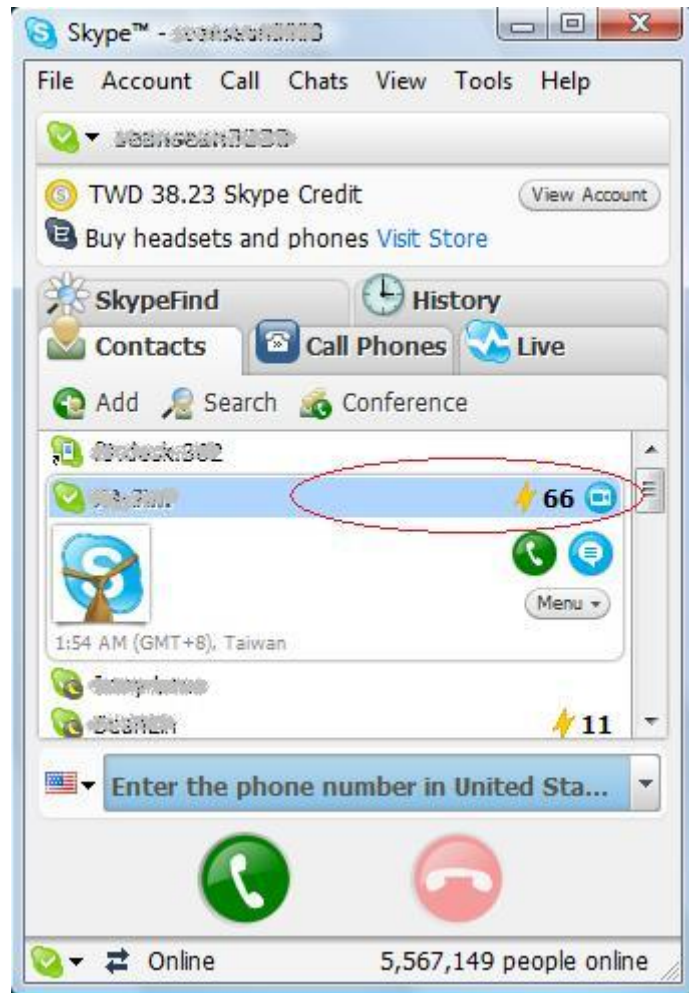 Skype™ -
File Account Call Chats View Tools Help
TWD 38.23 Skype Credit View Account
Buy headsets and phones Visit Store
SkypeFind History
Contacts Call Phones Live
Add Search Conference
66
Menu
1:54 AM (GMT+8), Taiwan
11
Enter the phone number in United Sta...
Online 5,567,149 people online